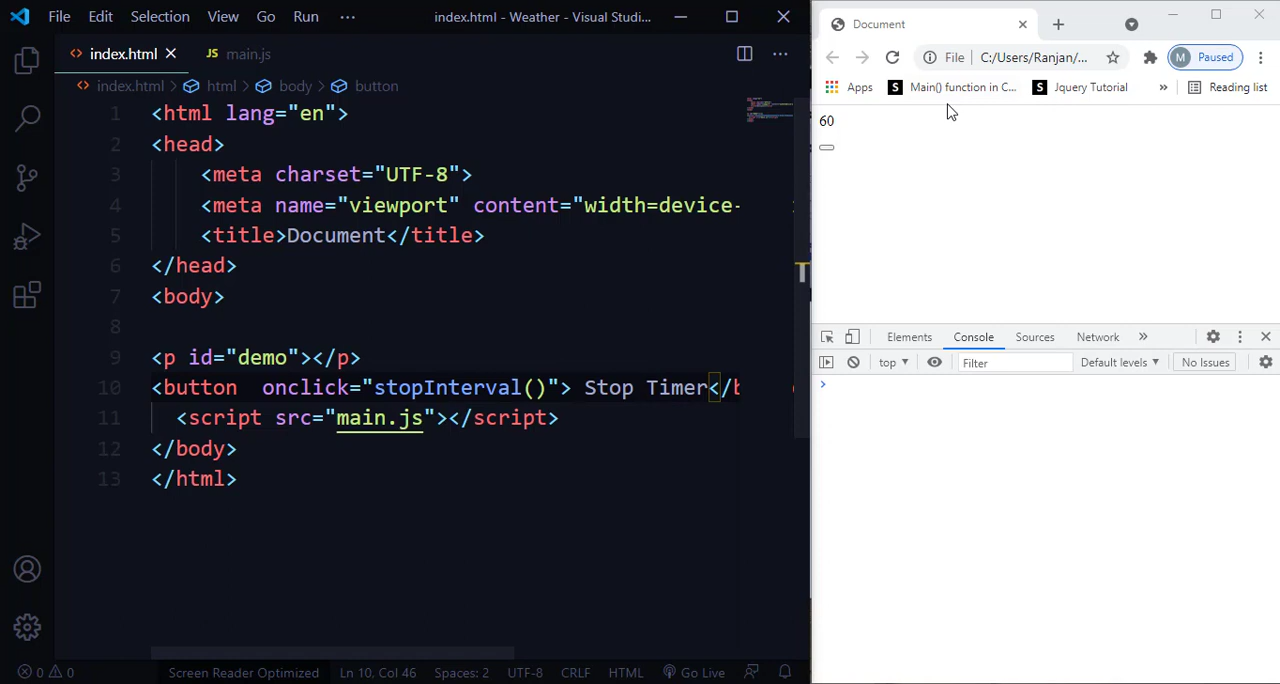 File Edit Selection View Go Run ··· index.html - Weather - Visual Studi...
index.html JS main.js
index.html > html > body > button
1 <html lang="en">
2 <head>
3 <meta charset="UTF-8">
4 <meta name="viewport" content="width=device-
5 <title>Document</title>
6 </head>
7 <body>
8
9 <p id="demo"></p>
10 <button  onclick="stopInterval()"> Stop Timer</b
11 <script src="main.js"></script>
12 </body>
13 </html>
0 0 Screen Reader Optimized Ln 10, Col 46 Spaces: 2 UTF-8 CRLF HTML Go Live
Document
File C:/Users/Ranjan/... M Paused
Apps S Main() function in C... S Jquery Tutorial » Reading list
60
Elements Console Sources Network »
top Filter Default levels No Issues